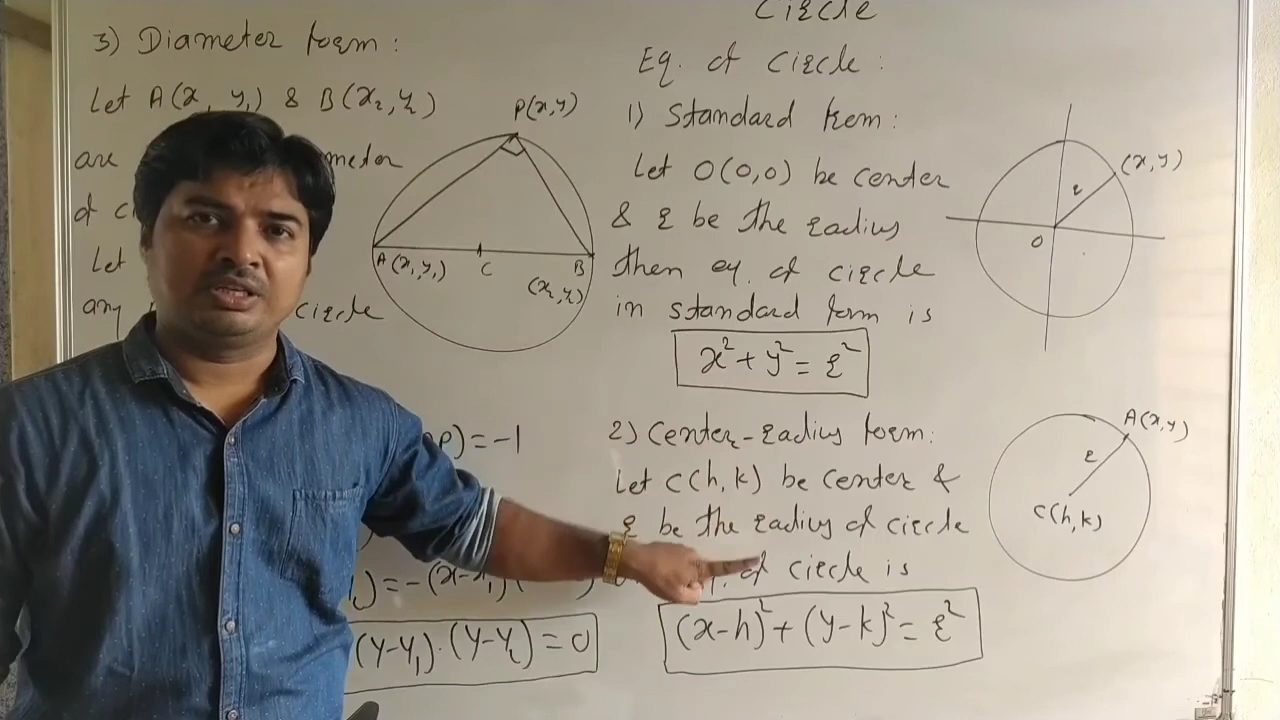 3) Diameter form:
Let A(x, y₁) & B(x₂, y₂)
are
of c
Let
any circle
P(x,y)
A(x₁,y₁)
C
B
(x₂,y₂)
) = -1
) = -(x-x₁)(
(y-y₁)·(y-y₂) = 0
Circle
Eq. of Circle:
1) Standard form:
Let O(0,0) be center
& r be the radius
then eq. of circle
in standard form is
x² + y² = r²
(x,y)
r
O
2) Center-radius form:
Let C(h,k) be center &
r be the radius of circle
of circle is
(x-h)² + (y-k)² = r²
A(x,y)
r
C(h,k)